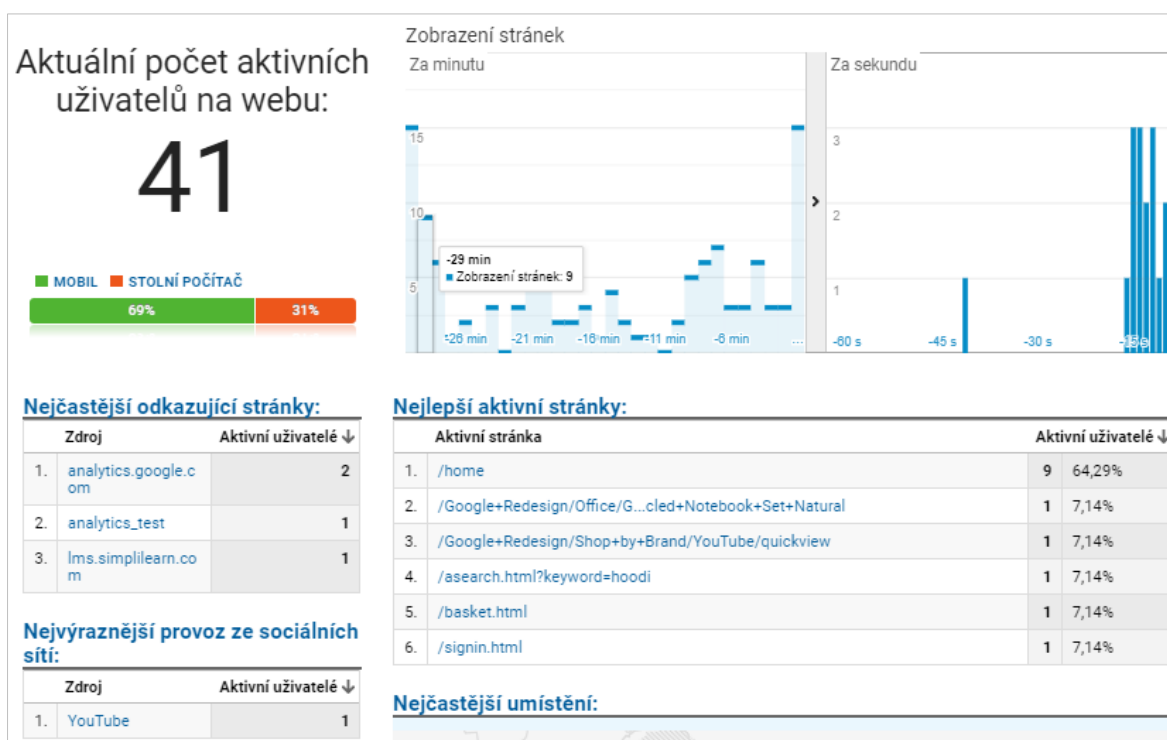 Aktuální počet aktivních
uživatelů na webu:
41
MOBIL STOLNÍ POČÍTAČ
69% 31%
Zobrazení stránek
Za minutu
15
10
5
-29 min
Zobrazení stránek: 9
-26 min -21 min -16 min -11 min -6 min ...
Za sekundu
3
2
1
-60 s -45 s -30 s -15 s
Nejčastější odkazující stránky:
Zdroj Aktivní uživatelé
1. analytics.google.c
om 2
2. analytics_test 1
3. lms.simplilearn.co
m 1
Nejvýraznější provoz ze sociálních
sítí:
Zdroj Aktivní uživatelé
1. YouTube 1
Nejlepší aktivní stránky:
Aktivní stránka Aktivní uživatelé
1. /home 9 64,29%
2. /Google+Redesign/Office/G...cled+Notebook+Set+Natural 1 7,14%
3. /Google+Redesign/Shop+by+Brand/YouTube/quickview 1 7,14%
4. /asearch.html?keyword=hoodi 1 7,14%
5. /basket.html 1 7,14%
6. /signin.html 1 7,14%
Nejčastější umístění: